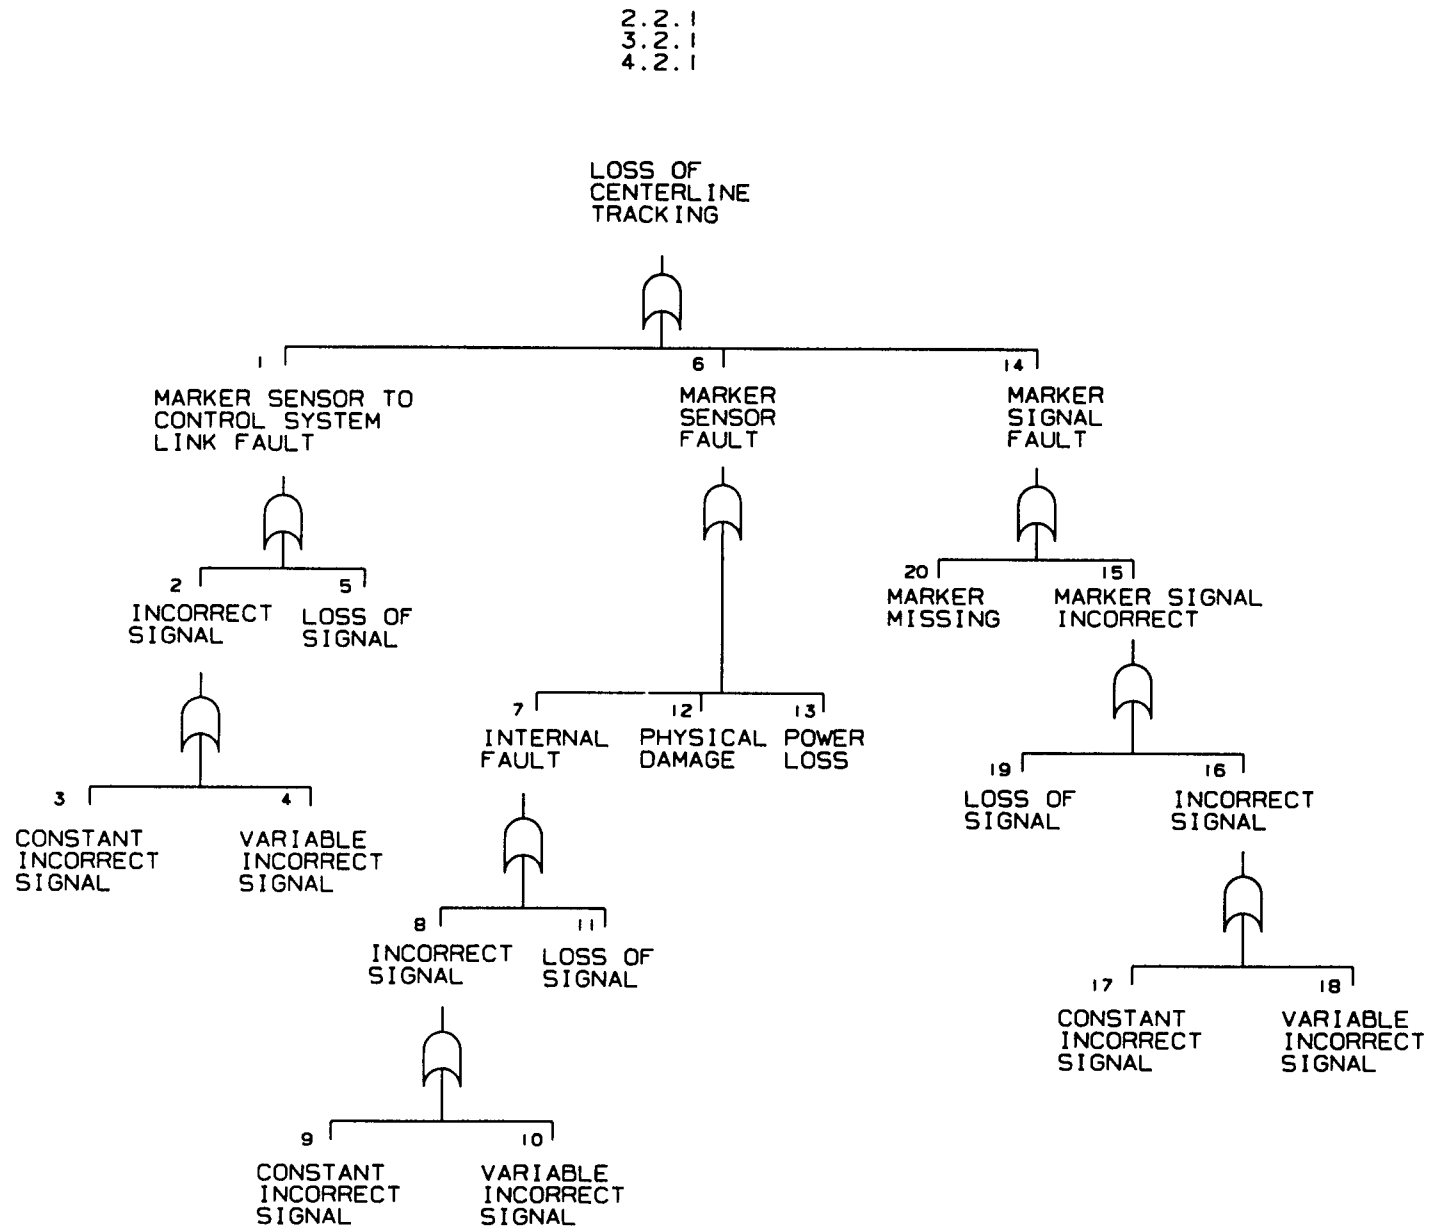 2.2.1
3.2.1
4.2.1
LOSS OF
CENTERLINE
TRACKING
1
MARKER SENSOR TO
CONTROL SYSTEM
LINK FAULT
6
MARKER
SENSOR
FAULT
14
MARKER
SIGNAL
FAULT
2
INCORRECT
SIGNAL
5
LOSS OF
SIGNAL
20
MARKER
MISSING
15
MARKER SIGNAL
INCORRECT
7
INTERNAL
FAULT
12
PHYSICAL
DAMAGE
13
POWER
LOSS
3
CONSTANT
INCORRECT
SIGNAL
4
VARIABLE
INCORRECT
SIGNAL
19
LOSS OF
SIGNAL
16
INCORRECT
SIGNAL
8
INCORRECT
SIGNAL
11
LOSS OF
SIGNAL
17
CONSTANT
INCORRECT
SIGNAL
18
VARIABLE
INCORRECT
SIGNAL
9
CONSTANT
INCORRECT
SIGNAL
10
VARIABLE
INCORRECT
SIGNAL